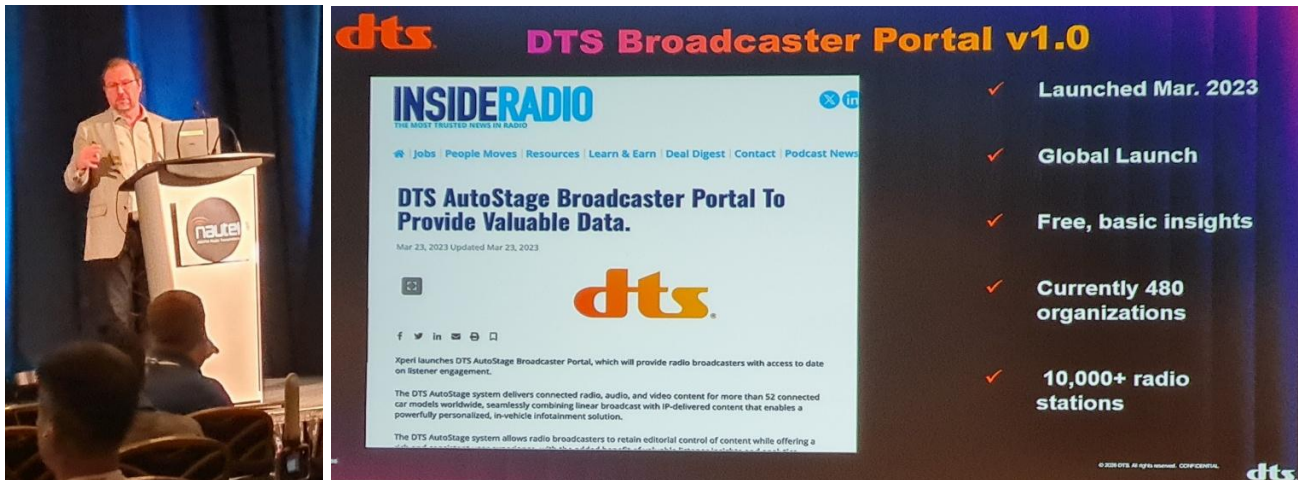 nautel
dts
DTS Broadcaster Portal v1.0
INSIDERADIO
THE MOST TRUSTED NEWS IN RADIO
in
Jobs | People Moves | Resources | Learn & Earn | Deal Digest | Contact | Podcast News
DTS AutoStage Broadcaster Portal To
Provide Valuable Data.
Mar 23, 2023 Updated Mar 23, 2023
dts
Xperi launches DTS AutoStage Broadcaster Portal, which will provide radio broadcasters with access to date
on listener engagement.
The DTS AutoStage system delivers connected radio, audio, and video content for more than 52 connected
car models worldwide, seamlessly combining linear broadcast with IP-delivered content that enables a
powerfully personalized, in-vehicle infotainment solution.
The DTS AutoStage system allows radio broadcasters to retain editorial control of content while offering a
✓ Launched Mar. 2023
✓ Global Launch
✓ Free, basic insights
✓ Currently 480
organizations
✓ 10,000+ radio
stations
DTS. All rights reserved. CONFIDENTIAL
dts